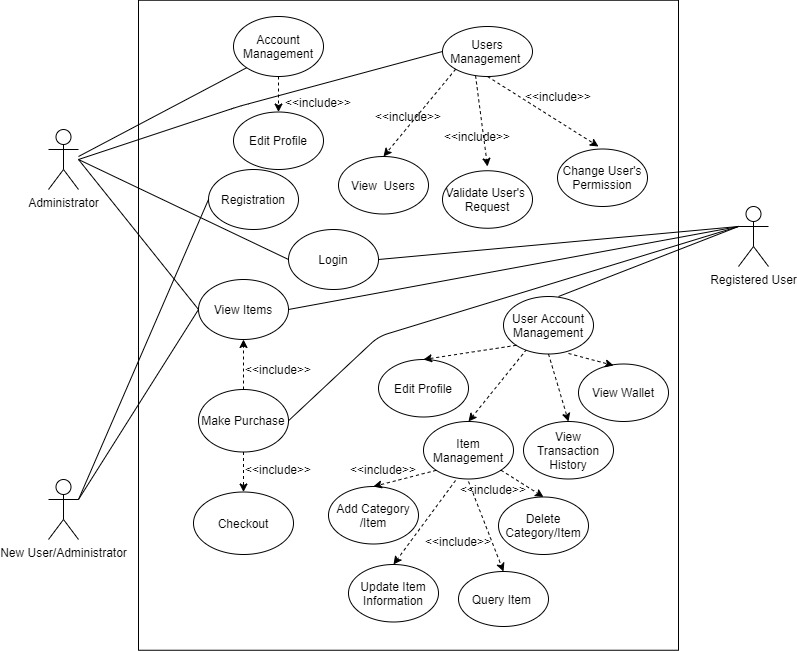 Account
Management
Users
Management
<<include>>
<<include>>
<<include>>
<<include>>
Edit Profile
View  Users
Validate User's
Request
Change User's
Permission
Administrator
Registration
Login
Registered User
View Items
User Account
Management
<<include>>
Edit Profile
View Wallet
Make Purchase
Item
Management
View
Transaction
History
<<include>>
<<include>>
<<include>>
Add Category
/Item
Delete
Category/Item
Checkout
<<include>>
New User/Administrator
Update Item
Information
Query Item